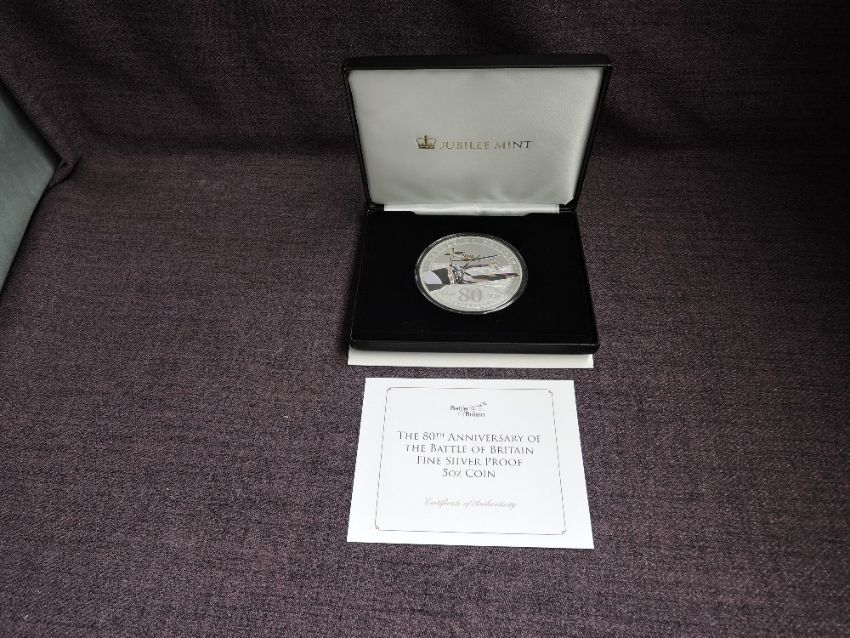 JUBILEE MINT
80
Battle
Britain
THE 80TH ANNIVERSARY OF
THE BATTLE OF BRITAIN
FINE SILVER PROOF
5OZ COIN
Certificate of Authenticity